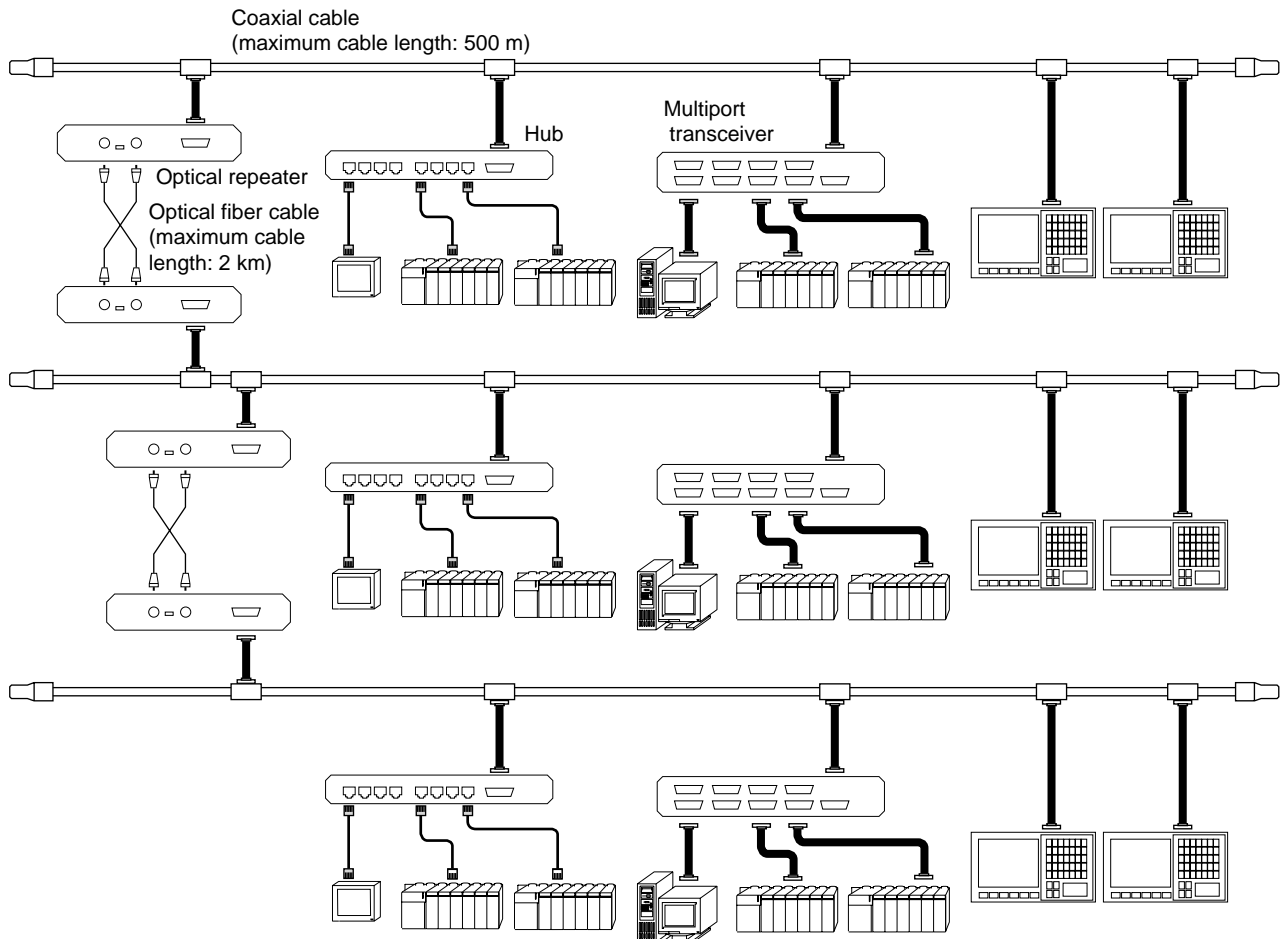 Coaxial cable
(maximum cable length: 500 m)
Hub
Multiport
transceiver
Optical repeater
Optical fiber cable
(maximum cable
length: 2 km)